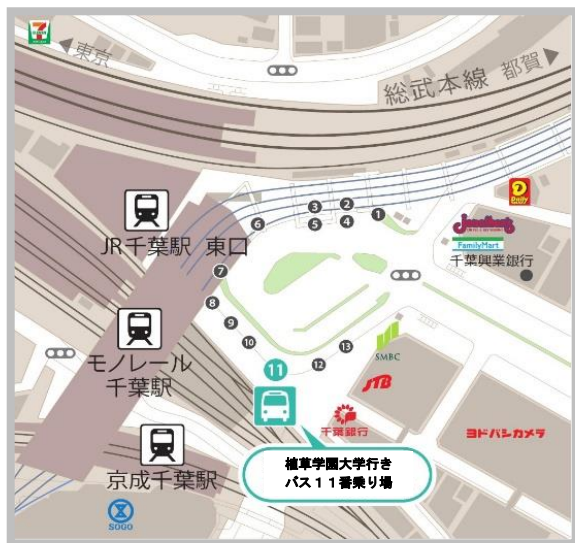 7
ELEVEN
東京
総武本線 都賀
D
Daily
3
2
5
4
1
6
Jonathan's
FamilyMart
千葉興業銀行
JR千葉駅 東口
7
8
9
10
モノレール
千葉駅
11
12
13
SMBC
JTB
千葉銀行
ヨドバシカメラ
植草学園大学行き
バス11番乗り場
京成千葉駅
SOGO